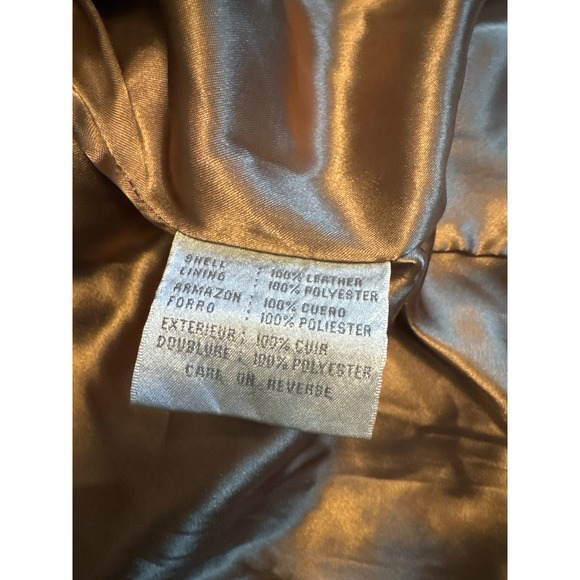 SHELL : 100% LEATHER
LINING : 100% POLYESTER
ARMAZON : 100% CUERO
FORRO : 100% POLIESTER
EXTERIEUR : 100% CUIR
DOUBLURE : 100% POLYESTER
CARE ON REVERSE